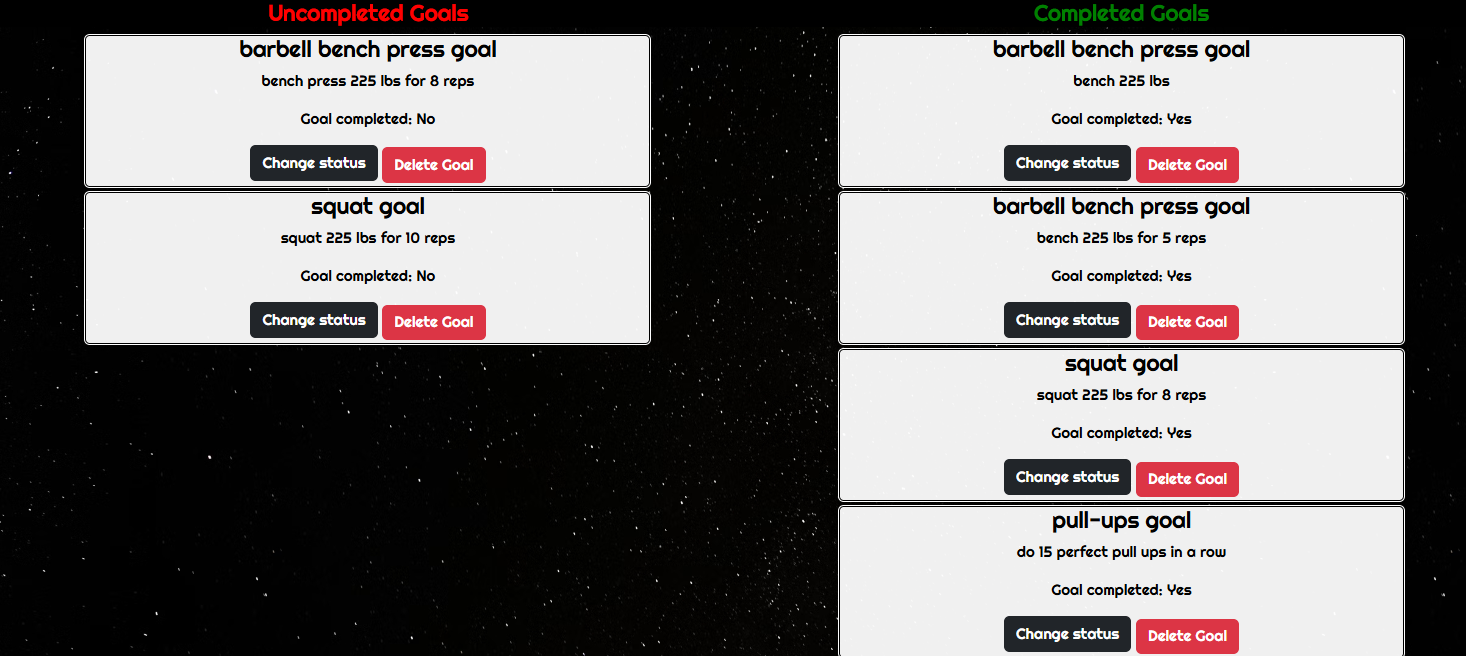 Uncompleted Goals
barbell bench press goal
bench press 225 lbs for 8 reps
Goal completed: No
Change status Delete Goal
squat goal
squat 225 lbs for 10 reps
Goal completed: No
Change status Delete Goal
Completed Goals
barbell bench press goal
bench 225 lbs
Goal completed: Yes
Change status Delete Goal
barbell bench press goal
bench 225 lbs for 5 reps
Goal completed: Yes
Change status Delete Goal
squat goal
squat 225 lbs for 8 reps
Goal completed: Yes
Change status Delete Goal
pull-ups goal
do 15 perfect pull ups in a row
Goal completed: Yes
Change status Delete Goal